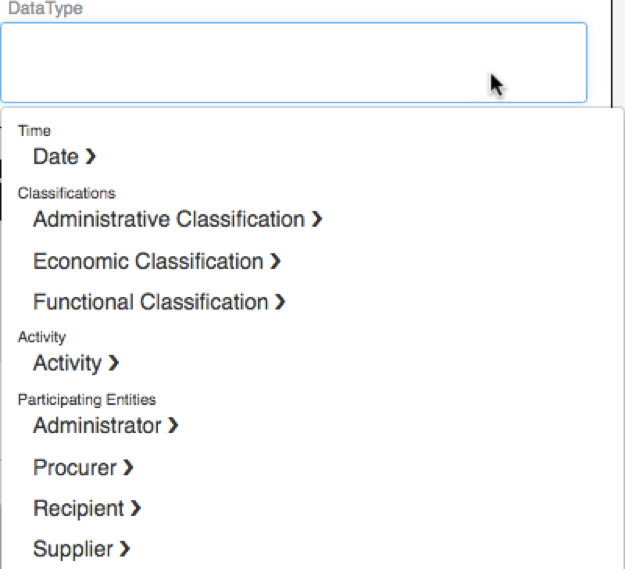 DataType
Time
Date ❯
Classifications
Administrative Classification ❯
Economic Classification ❯
Functional Classification ❯
Activity
Activity ❯
Participating Entities
Administrator ❯
Procurer ❯
Recipient ❯
Supplier ❯